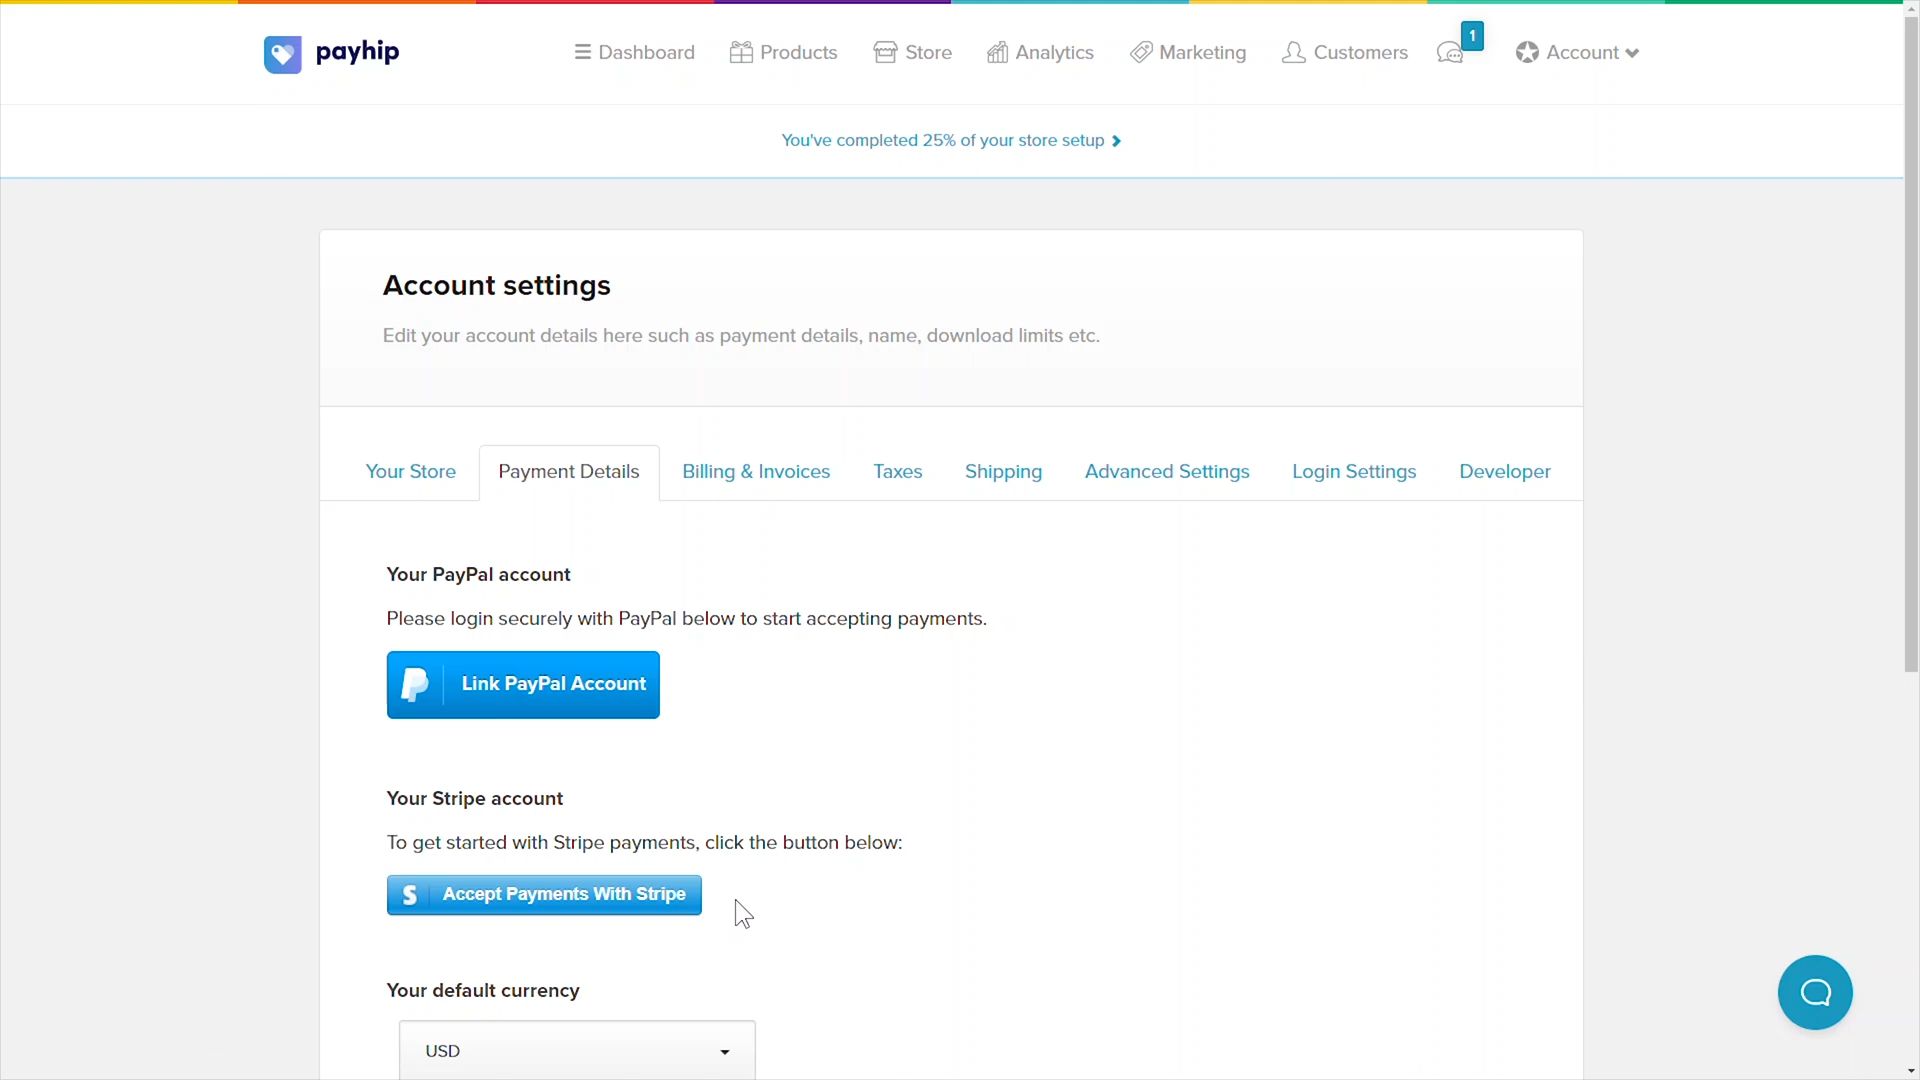 payhip
Dashboard
Products
Store
Analytics
Marketing
Customers
1
Account
You've completed 25% of your store setup
Account settings
Edit your account details here such as payment details, name, download limits etc.
Your Store
Payment Details
Billing & Invoices
Taxes
Shipping
Advanced Settings
Login Settings
Developer
Your PayPal account
Please login securely with PayPal below to start accepting payments.
Link PayPal Account
Your Stripe account
To get started with Stripe payments, click the button below:
S Accept Payments With Stripe
Your default currency
USD